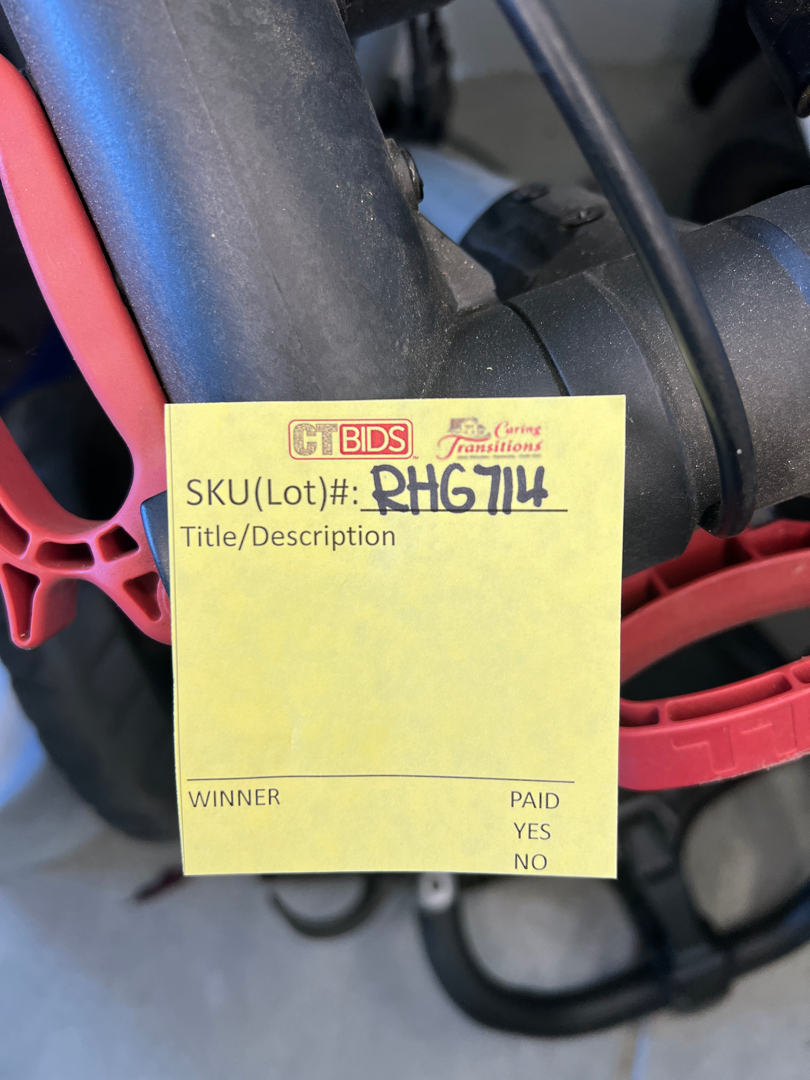 CTBIDS
Caring
Transitions
SKU(Lot)#: RHG714
Title/Description
WINNER PAID
YES
NO